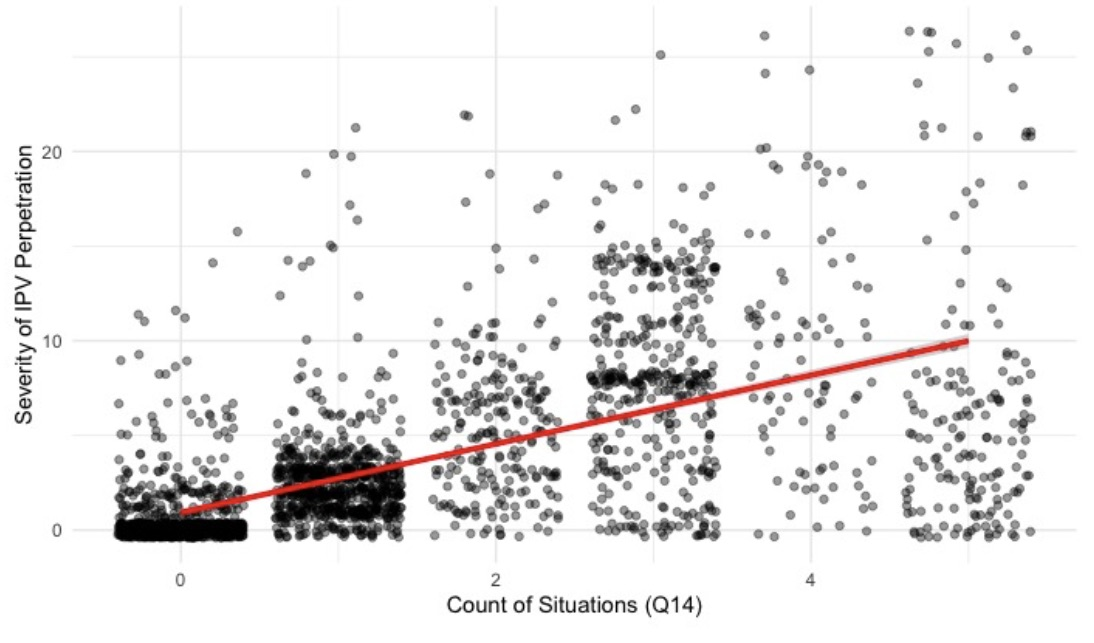 Severity of IPV Perpetration
20
10
0
0 2 4
Count of Situations (Q14)